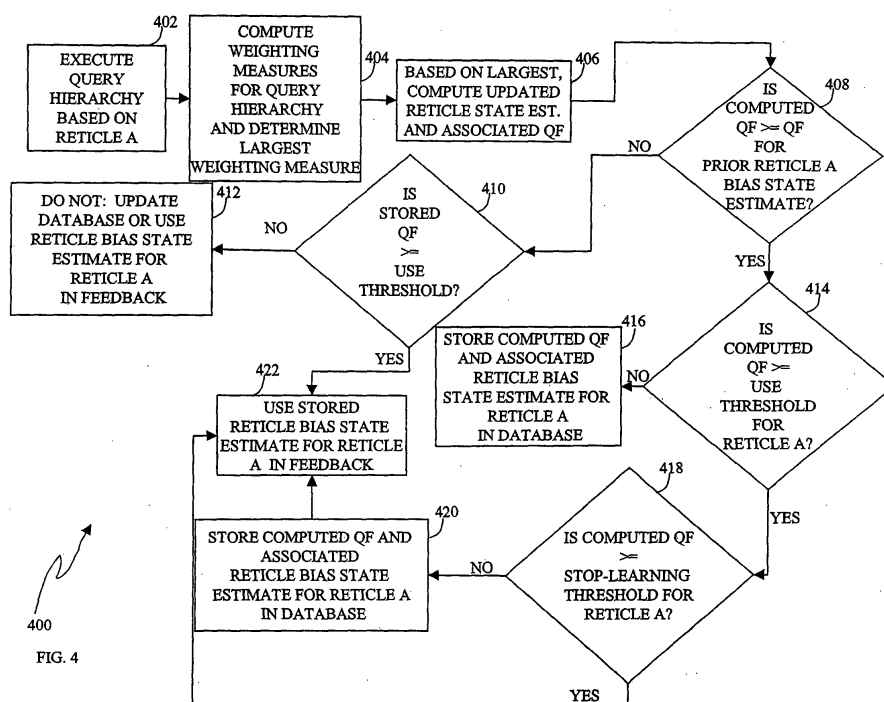 402
EXECUTE
QUERY
HIERARCHY
BASED ON
RETICLE A
COMPUTE
WEIGHTING
MEASURES
FOR QUERY
HIERARCHY
AND DETERMINE
LARGEST
WEIGHTING MEASURE
404
BASED ON LARGEST,
COMPUTE UPDATED
RETICLE STATE EST.
AND ASSOCIATED QF
406
IS
COMPUTED
QF >= QF
FOR
PRIOR RETICLE A
BIAS STATE
ESTIMATE?
408
NO
YES
412
DO NOT: UPDATE
DATABASE OR USE
RETICLE BIAS STATE
ESTIMATE FOR
RETICLE A
IN FEEDBACK
NO
IS
STORED
QF
>=
USE
THRESHOLD?
410
YES
414
IS
COMPUTED
QF >=
USE
THRESHOLD
FOR
RETICLE A?
NO
YES
416
STORE COMPUTED QF
AND ASSOCIATED
RETICLE BIAS
STATE ESTIMATE FOR
RETICLE A
IN DATABASE
422
USE STORED
RETICLE BIAS STATE
ESTIMATE FOR RETICLE
A IN FEEDBACK
418
IS COMPUTED QF
>=
STOP-LEARNING
THRESHOLD FOR
RETICLE A?
NO
YES
420
STORE COMPUTED QF AND
ASSOCIATED
RETICLE BIAS STATE
ESTIMATE FOR RETICLE A
IN DATABASE
400
FIG. 4